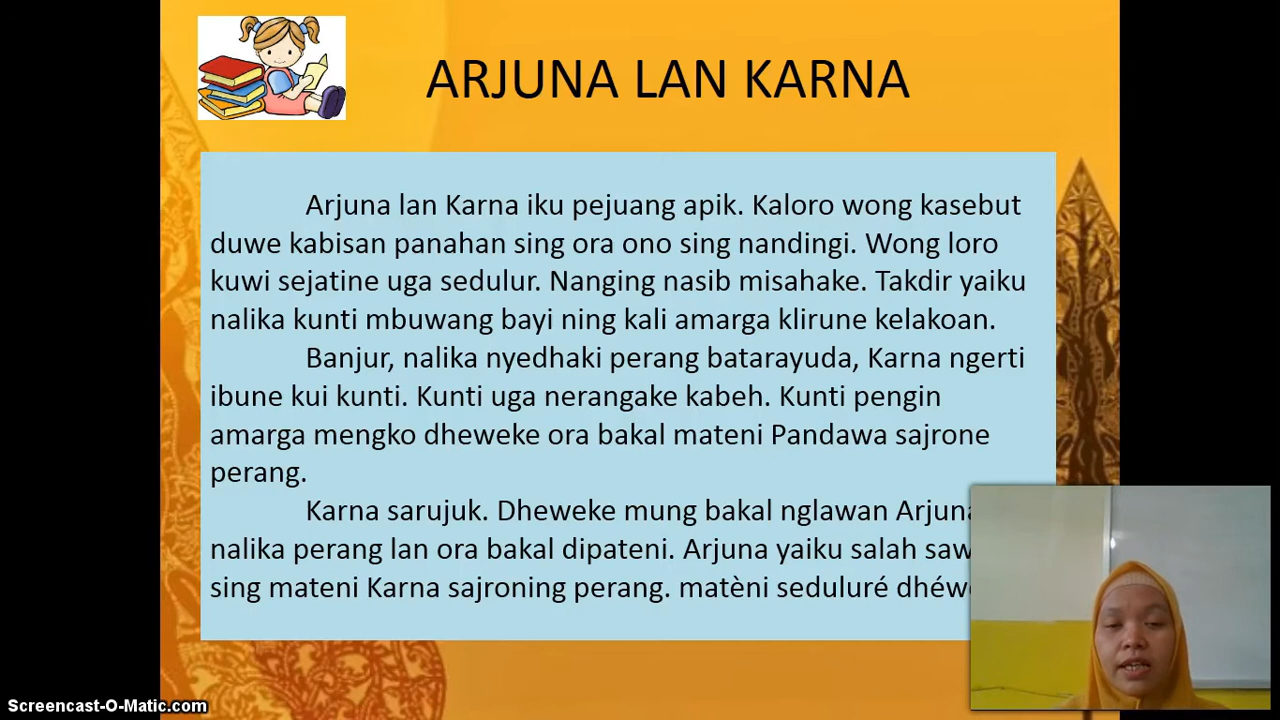 ARJUNA LAN KARNA
Arjuna lan Karna iku pejuang apik. Kaloro wong kasebut
duwe kabisan panahan sing ora ono sing nandingi. Wong loro
kuwi sejatine uga sedulur. Nanging nasib misahake. Takdir yaiku
nalika kunti mbuwang bayi ning kali amarga klirune kelakoan.
Banjur, nalika nyedhaki perang batarayuda, Karna ngerti
ibune kui kunti. Kunti uga nerangake kabeh. Kunti pengin
amarga mengko dheweke ora bakal mateni Pandawa sajrone
perang.
Karna sarujuk. Dheweke mung bakal nglawan
nalika perang lan ora bakal dipateni. Arjuna yaiku salah
sing mateni Karna sajroning perang. matèni seduluré
Screencast-O-Matic.com